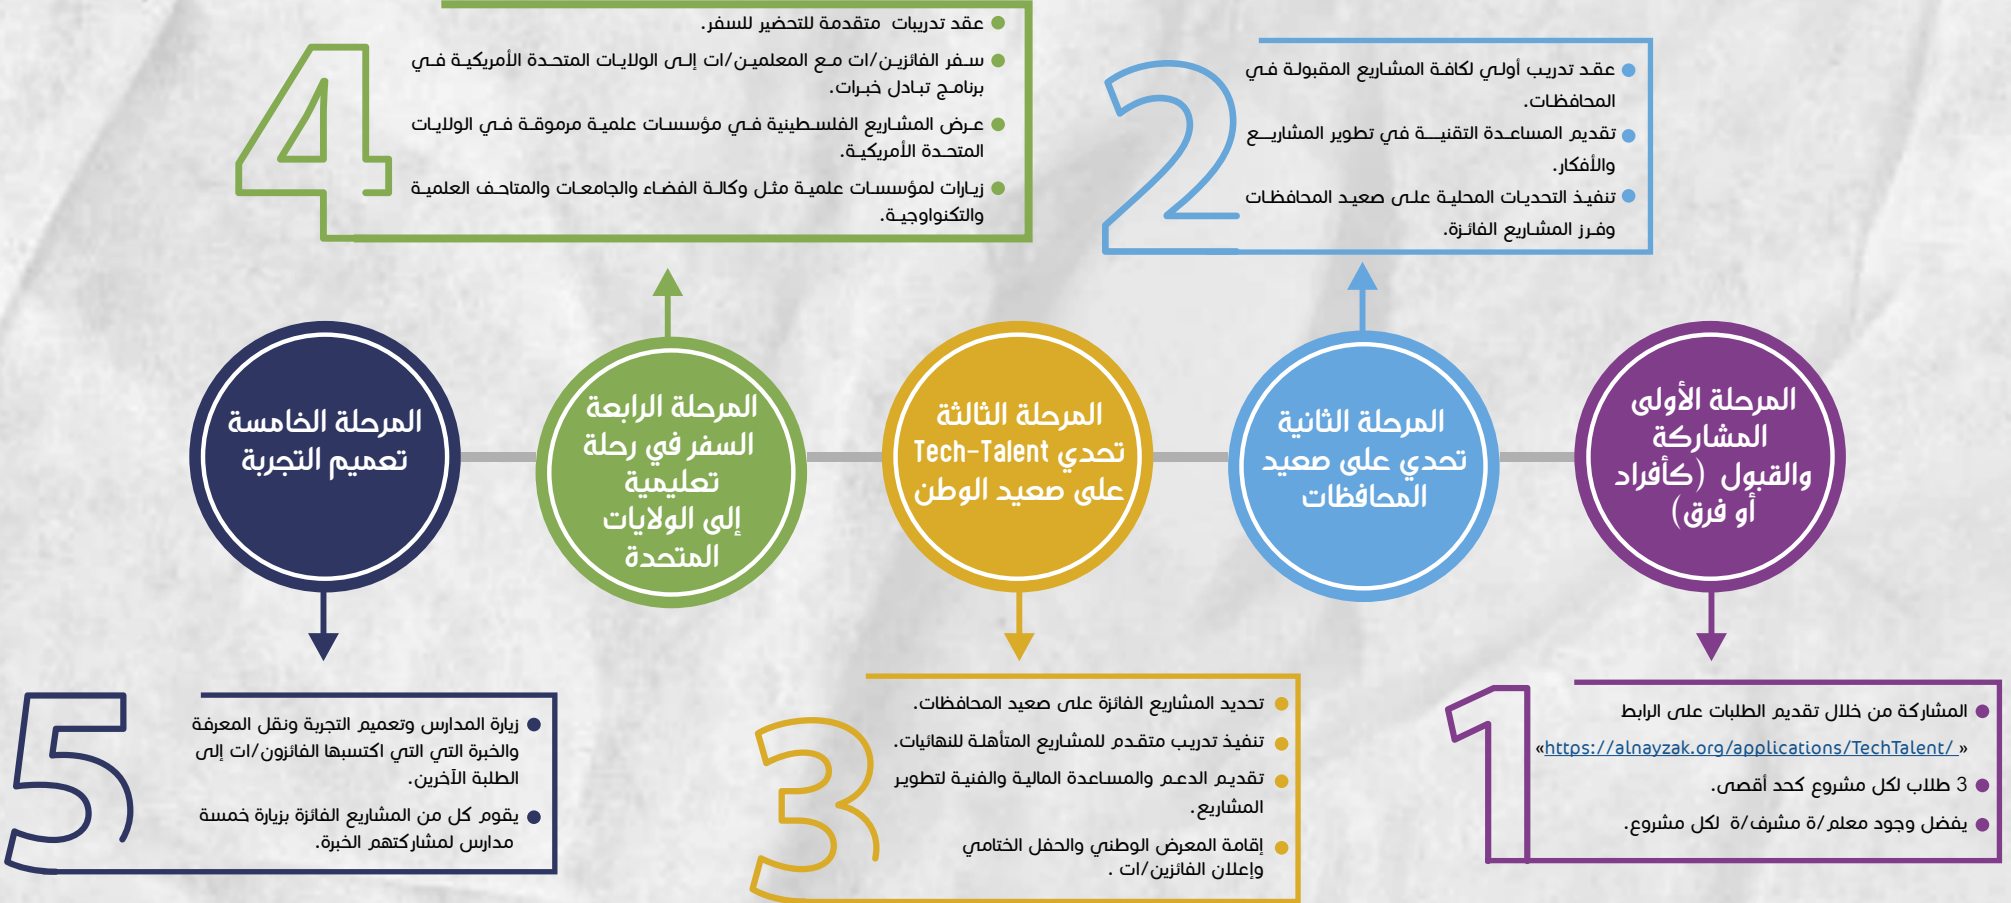 المرحلة الأولى
المشاركة
والقبول (كأفراد
أو فرق)
1
المشاركة من خلال تقديم الطلبات على الرابط
«https://alnayzak.org/applications/TechTalent/ »
3 طلاب لكل مشروع كحد أقصى.
يفضل وجود معلم/ة مشرف/ة لكل مشروع.
المرحلة الثانية
تحدي على صعيد
المحافظات
2
عقد تدريب أولي لكافة المشاريع المقبولة في
المحافظات.
تقديم المساعدة التقنية في تطوير المشاريع
والأفكار.
تنفيذ التحديات المحلية على صعيد المحافظات
وفرز المشاريع الفائزة.
المرحلة الثالثة
تحدي Tech-Talent
على صعيد الوطن
3
تحديد المشاريع الفائزة على صعيد المحافظات.
تنفيذ تدريب متقدم للمشاريع المتأهلة للنهائيات.
تقديم الدعم والمساعدة المالية والفنية لتطوير
المشاريع.
إقامة المعرض الوطني والحفل الختامي
وإعلان الفائزين/ات .
المرحلة الرابعة
السفر في رحلة
تعليمية
إلى الولايات
المتحدة
4
عقد تدريبات متقدمة للتحضير للسفر.
سفر الفائزين/ات مع المعلمين/ات إلى الولايات المتحدة الأمريكية في
برنامج تبادل خبرات.
عرض المشاريع الفلسطينية في مؤسسات علمية مرموقة في الولايات
المتحدة الأمريكية.
زيارات لمؤسسات علمية مثل وكالة الفضاء والجامعات والمتاحف العلمية
والتكنواوجية.
المرحلة الخامسة
تعميم التجربة
5
زيارة المدارس وتعميم التجربة ونقل المعرفة
والخبرة التي التي اكتسبها الفائزون/ات إلى
الطلبة الآخرين.
يقوم كل من المشاريع الفائزة بزيارة خمسة
مدارس لمشاركتهم الخبرة.